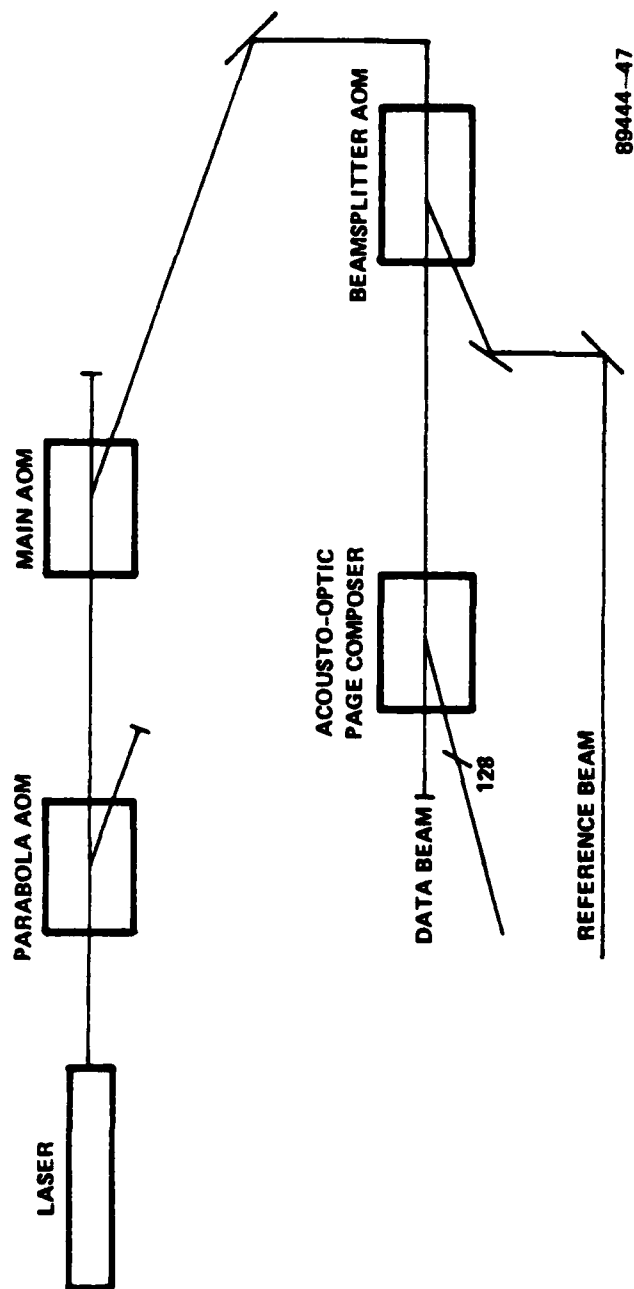 LASER
PARABOLA AOM
MAIN AOM
ACOUSTO-OPTIC
PAGE COMPOSER
BEAMSPLITTER AOM
DATA BEAM
128
REFERENCE BEAM
89444-47